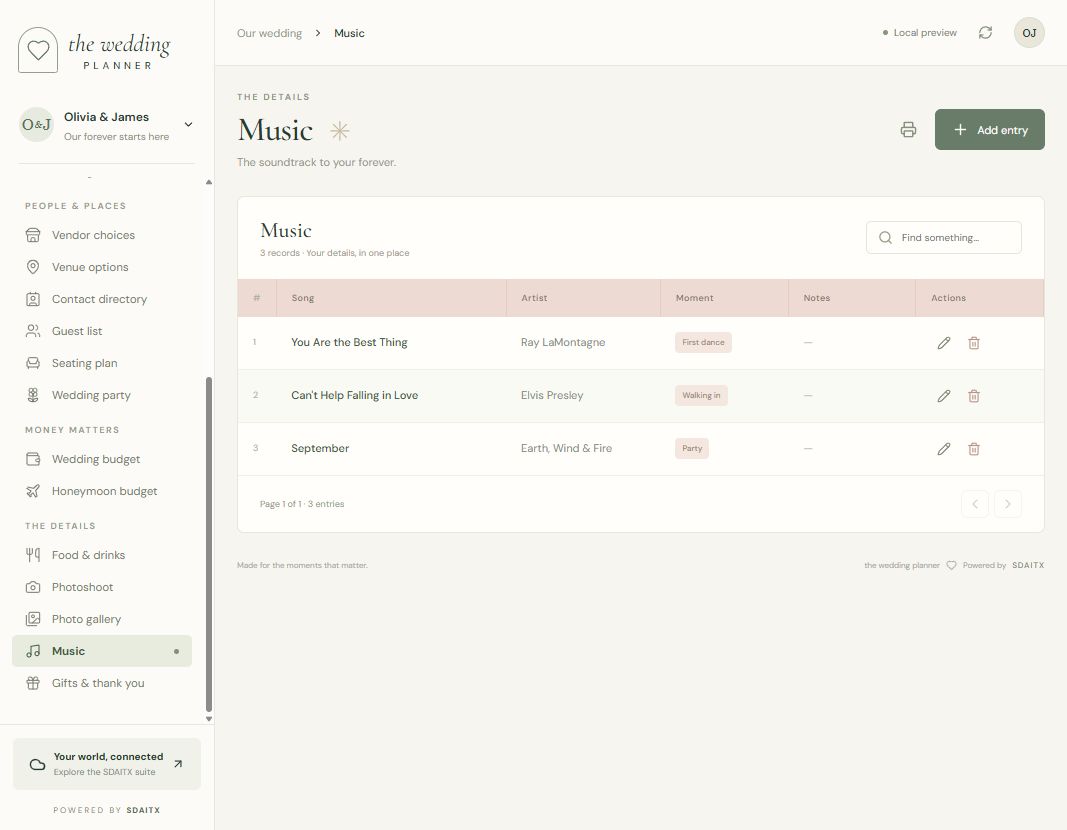 the wedding
PLANNER
O&J
Olivia & James
Our forever starts here
PEOPLE & PLACES
Vendor choices
Venue options
Contact directory
Guest list
Seating plan
Wedding party
MONEY MATTERS
Wedding budget
Honeymoon budget
THE DETAILS
Food & drinks
Photoshoot
Photo gallery
Music
Gifts & thank you
Your world, connected
Explore the SDAITX suite
POWERED BY SDAITX
Our wedding > Music
Local preview
OJ
THE DETAILS
Music
The soundtrack to your forever.
Add entry
Music
3 records · Your details, in one place
Find something...
# Song Artist Moment Notes Actions
1 You Are the Best Thing Ray LaMontagne First dance —
2 Can't Help Falling in Love Elvis Presley Walking in —
3 September Earth, Wind & Fire Party —
Page 1 of 1 · 3 entries
Made for the moments that matter.
the wedding planner Powered by SDAITX